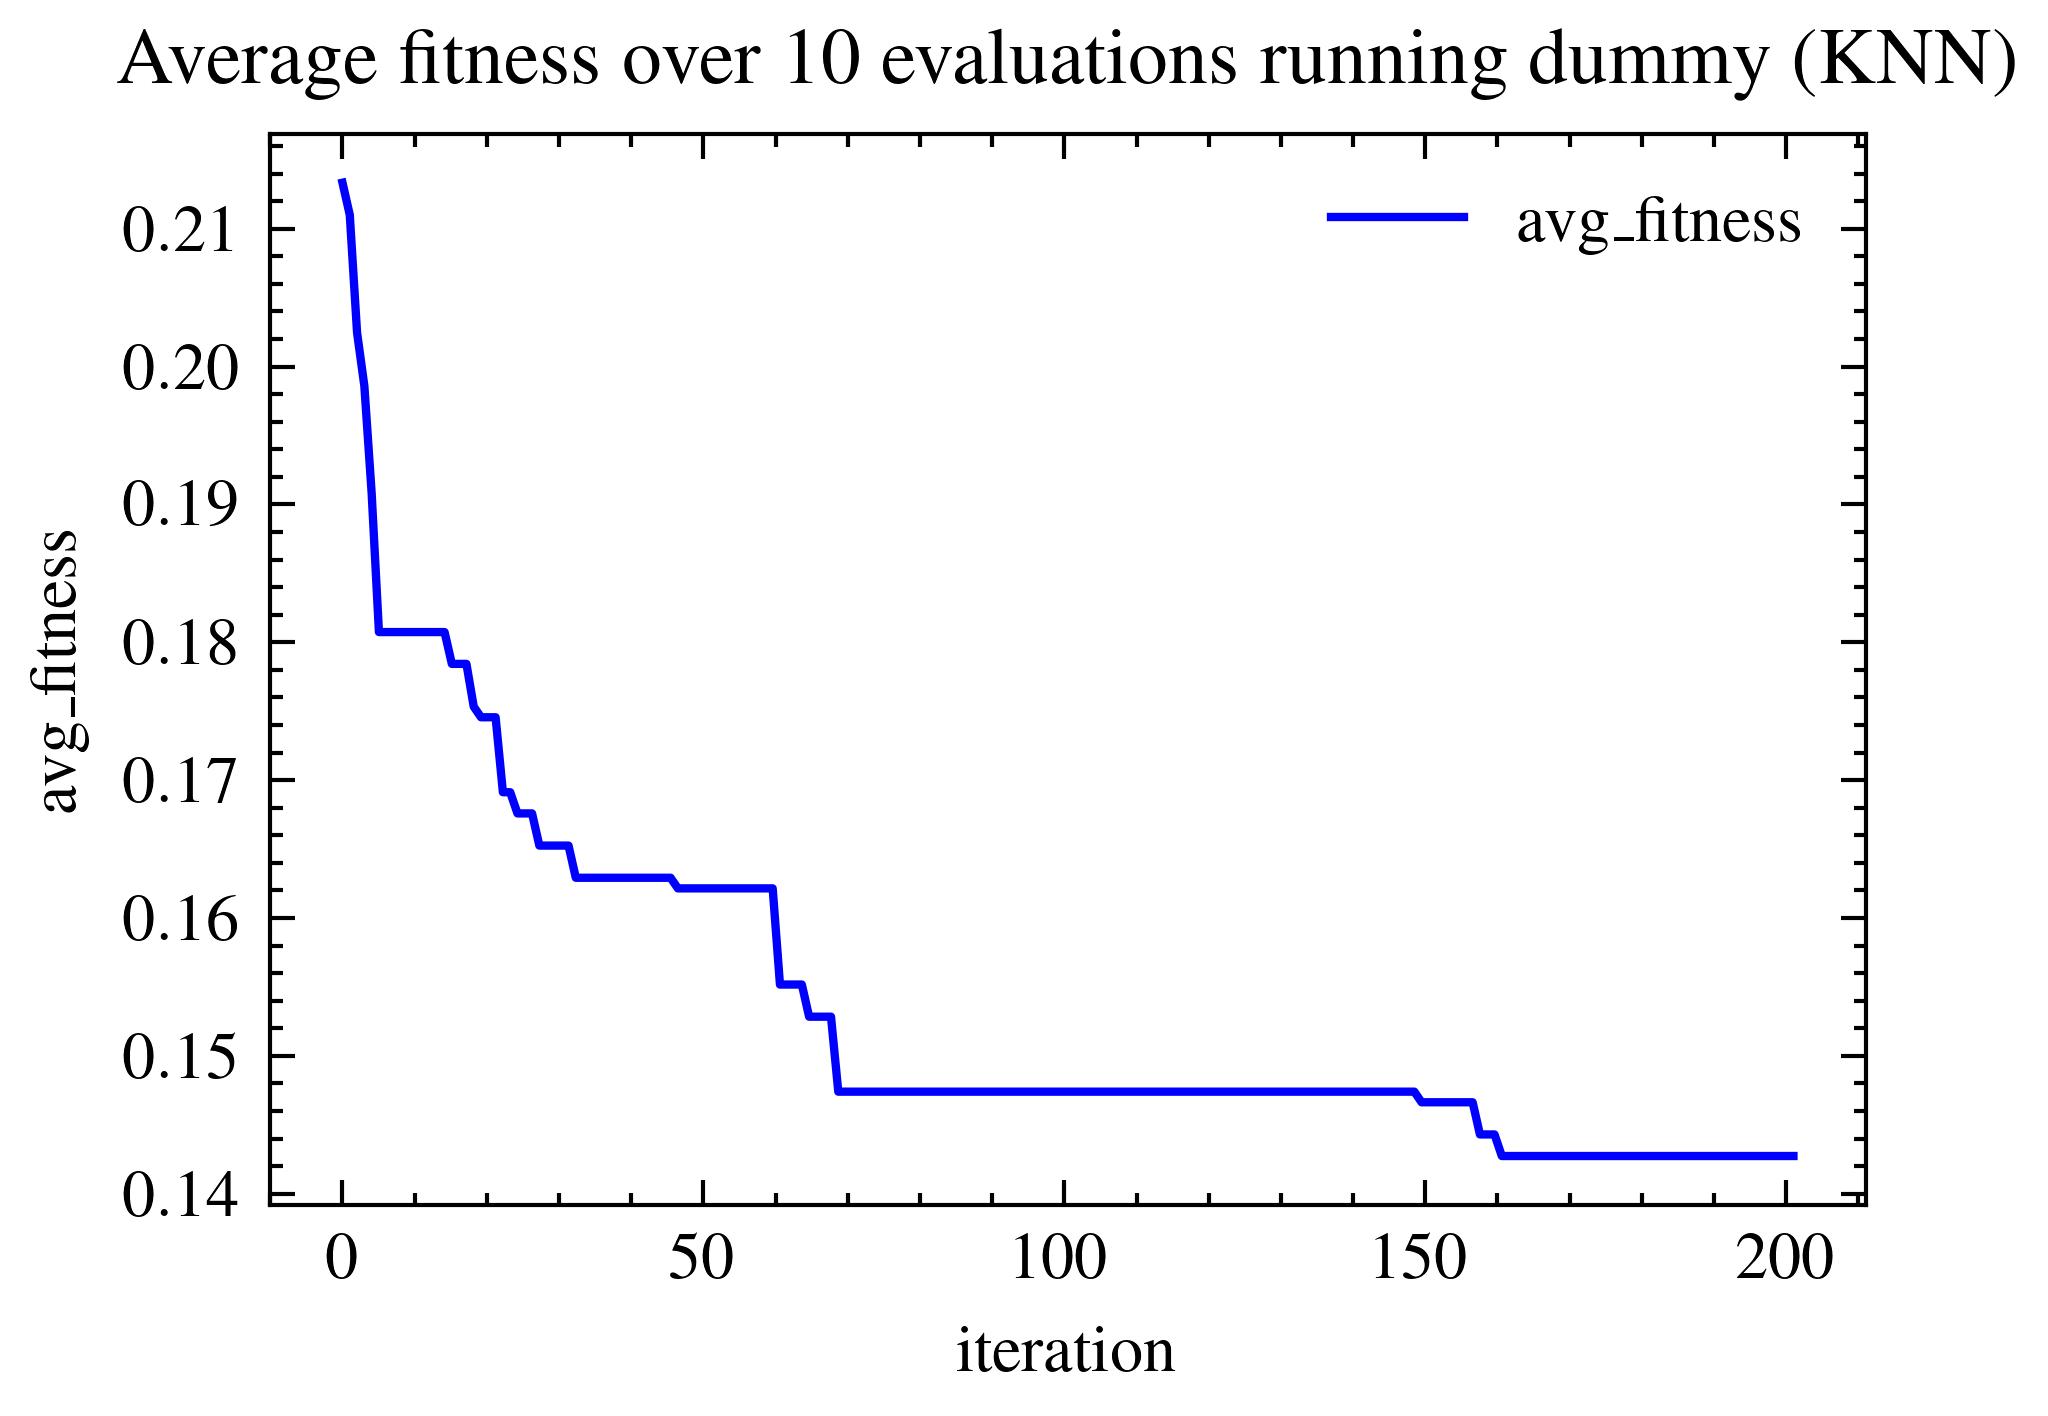 Average fitness over 10 evaluations running dummy (KNN)
avg_fitness
0.21
0.20
0.19
0.18
0.17
0.16
0.15
0.14
avg_fitness
0 50 100 150 200
iteration